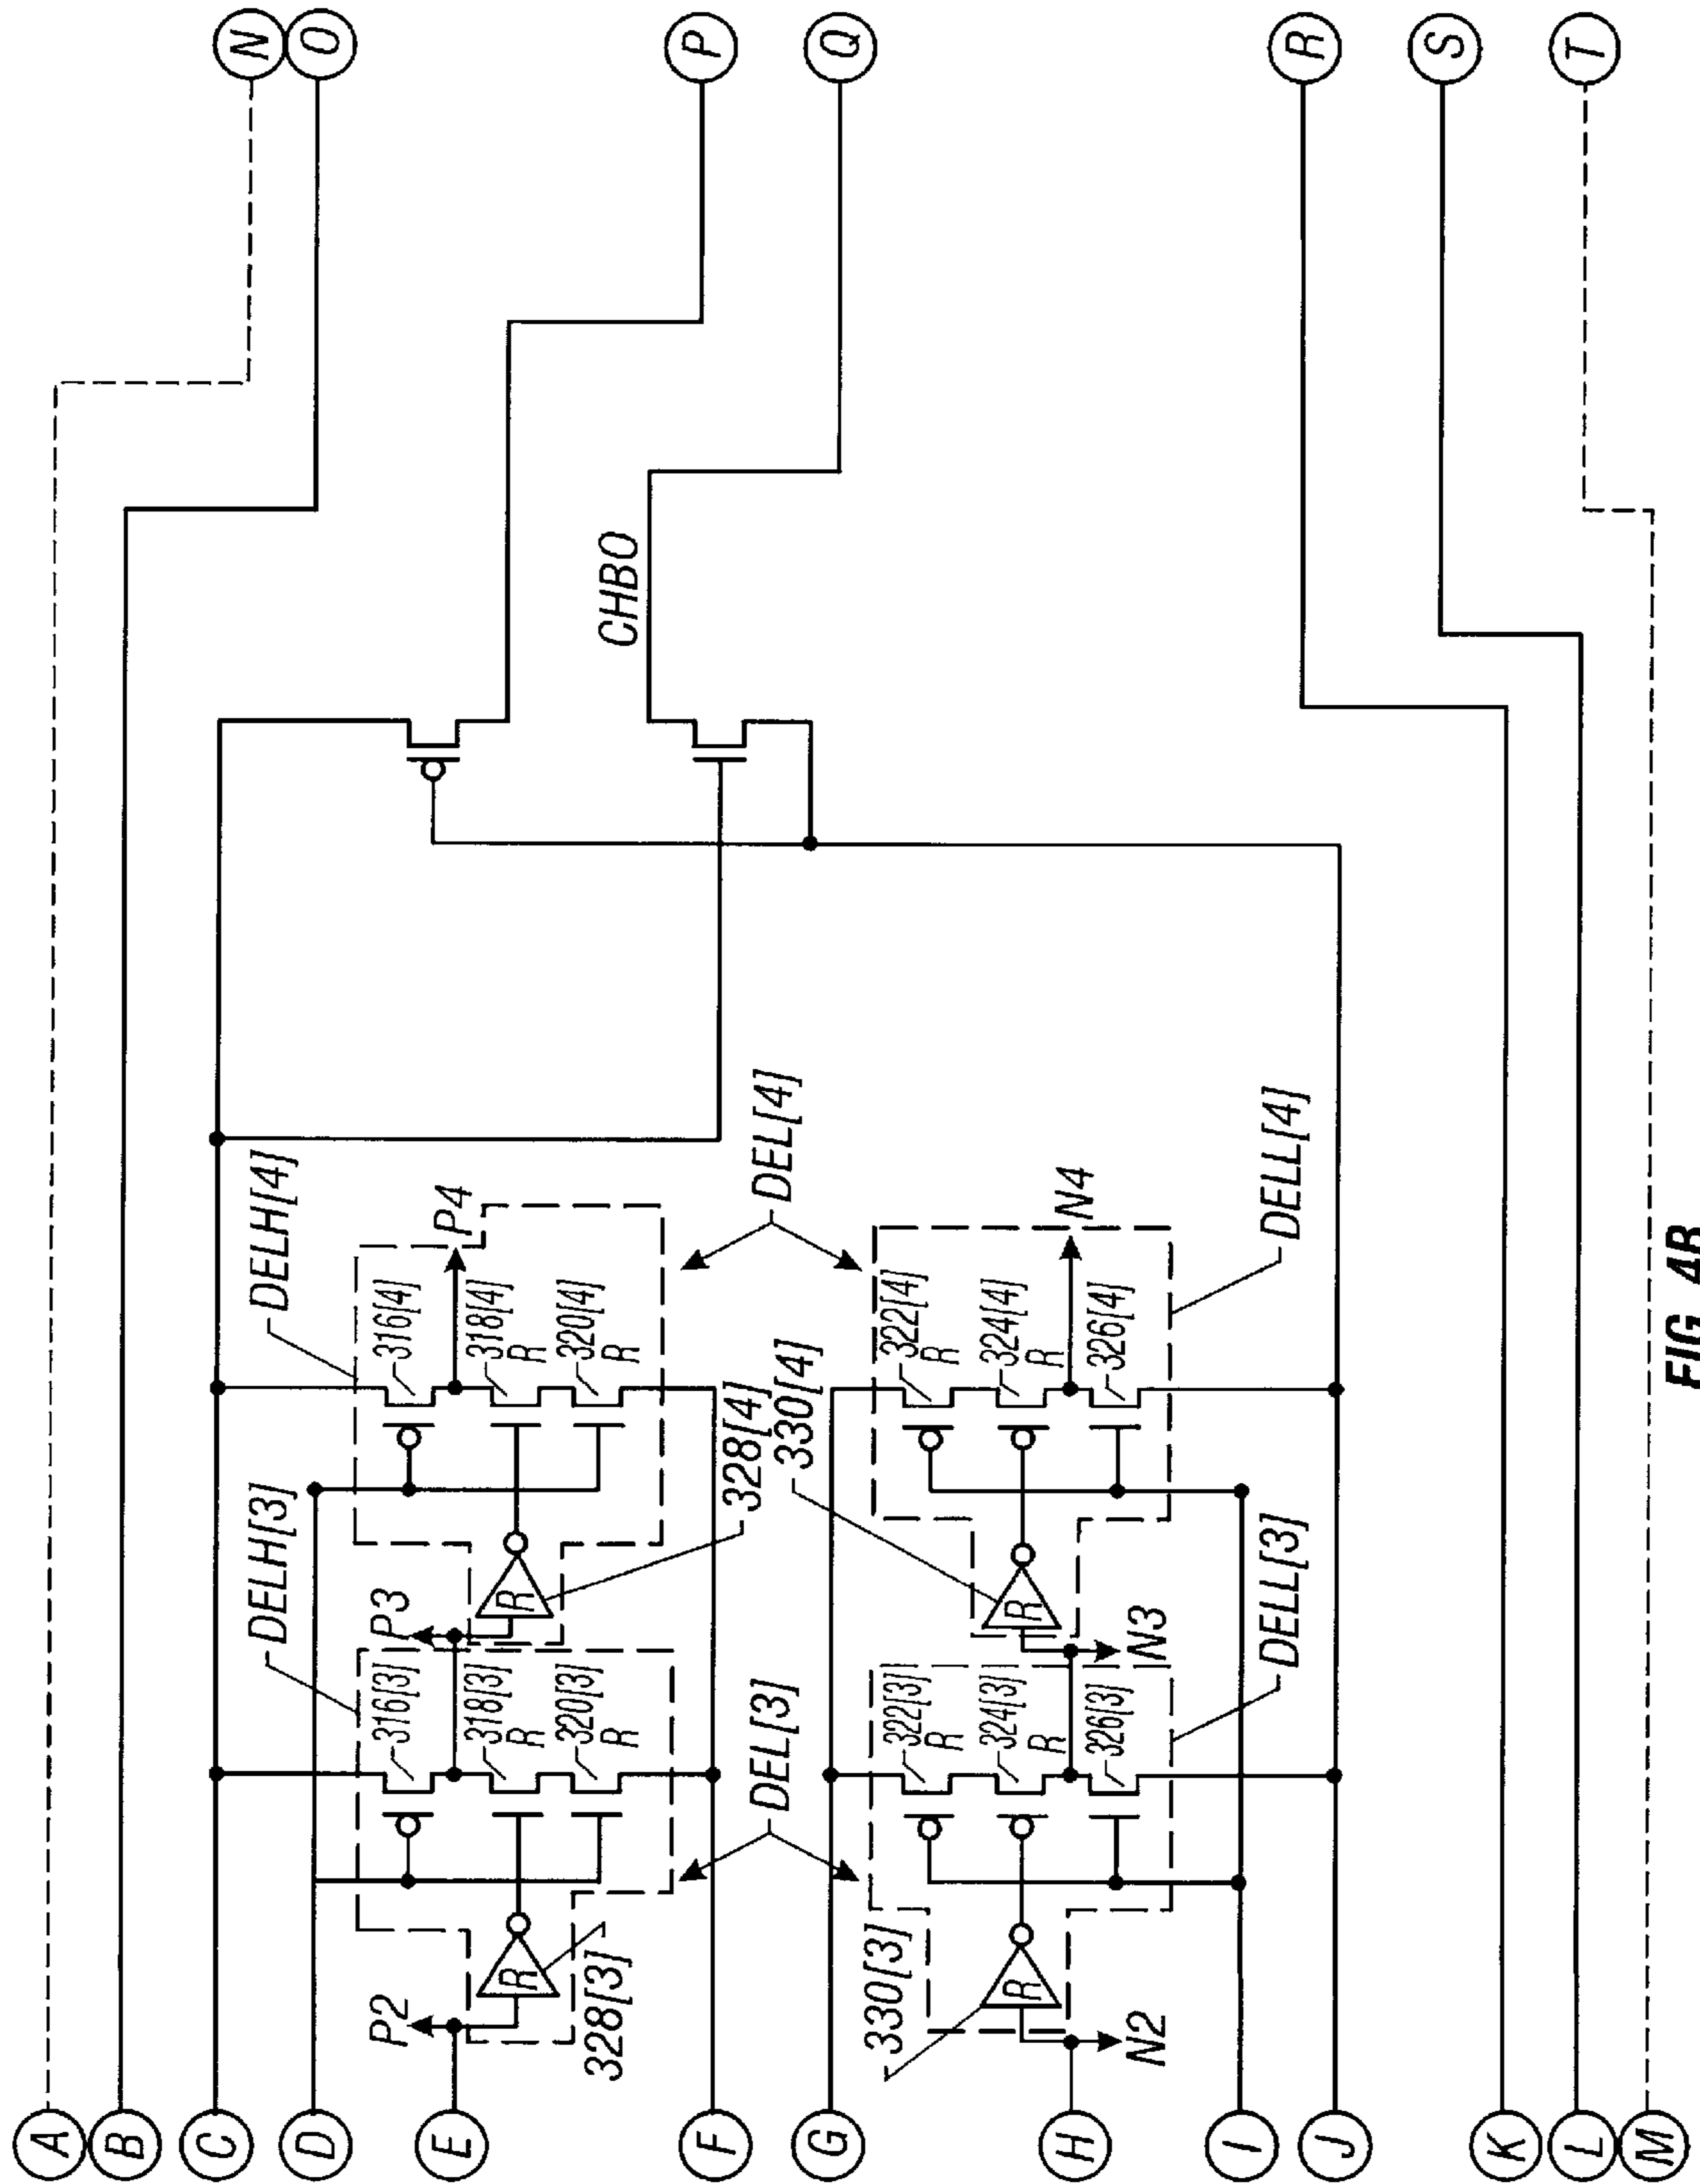 A
B
C
D
E
F
G
H
I
J
K
L
M
N
O
P
Q
R
S
T
DELH[3]
P2
P3
316[3]
318[3]
R
320[3]
R
R
328[3]
DELH[4]
P4
316[4]
318[4]
R
320[4]
R
R
328[4]
DEL[3]
DEL[4]
330[3]
322[3]
R
324[3]
R
326[3]
R
N2
N3
DELL[3]
330[4]
322[4]
R
324[4]
R
326[4]
R
N4
DELL[4]
CHBO
FIG. 4B